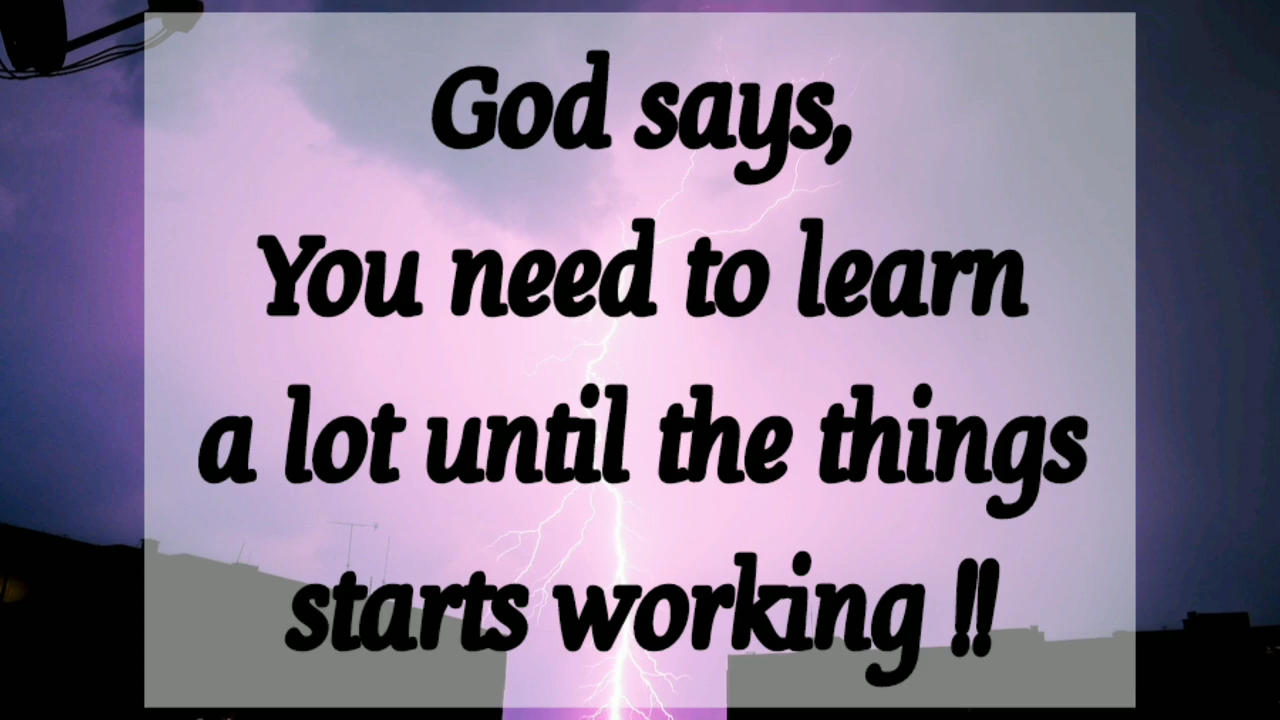 God says,
You need to learn
a lot until the things
starts working !!